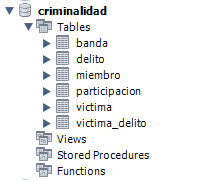 criminalidad
Tables
banda
delito
miembro
participacion
victima
victima_delito
Views
Stored Procedures
Functions